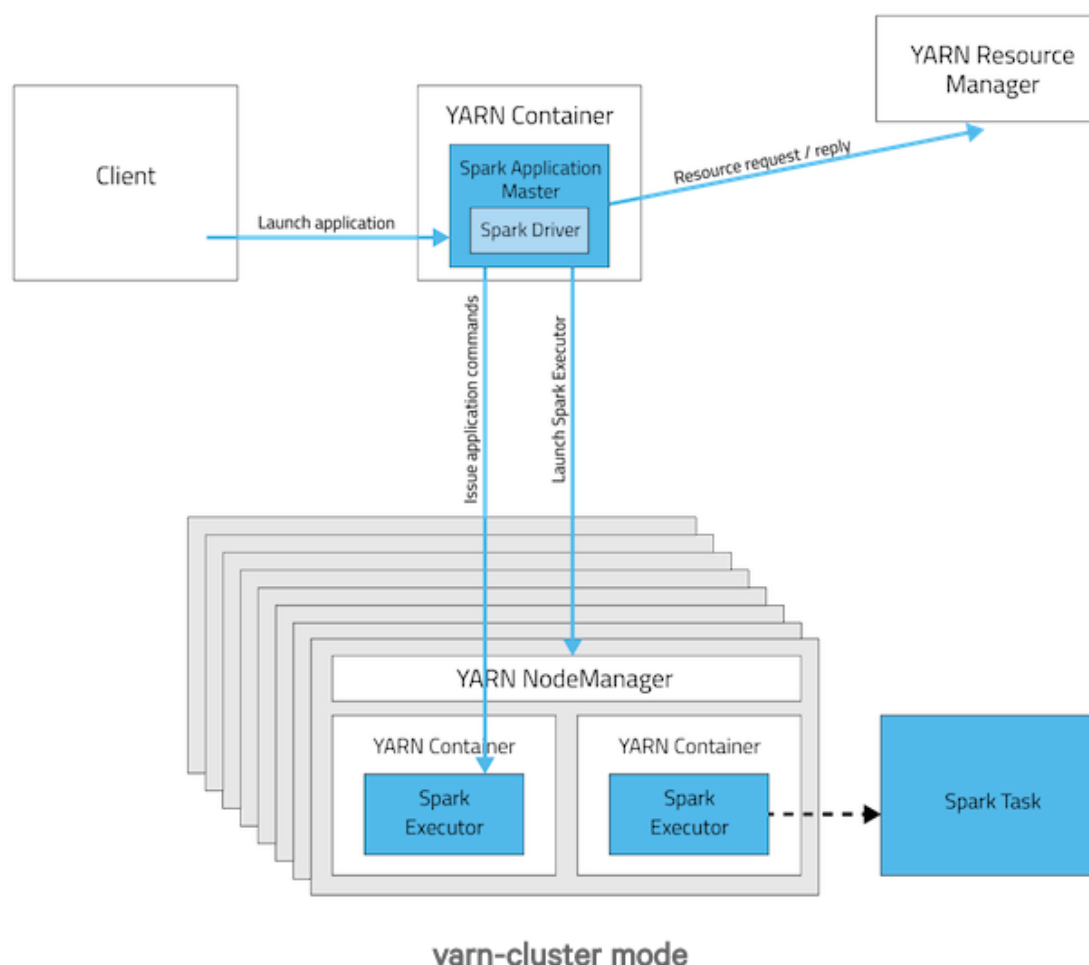 YARN Resource
Manager
YARN Container
Client
Spark Application
Master
Resource request / reply
Launch application
Spark Driver
Issue application commands
Launch Spark Executor
YARN NodeManager
YARN Container
YARN Container
Spark
Executor
Spark
Executor
Spark Task
yarn-cluster mode